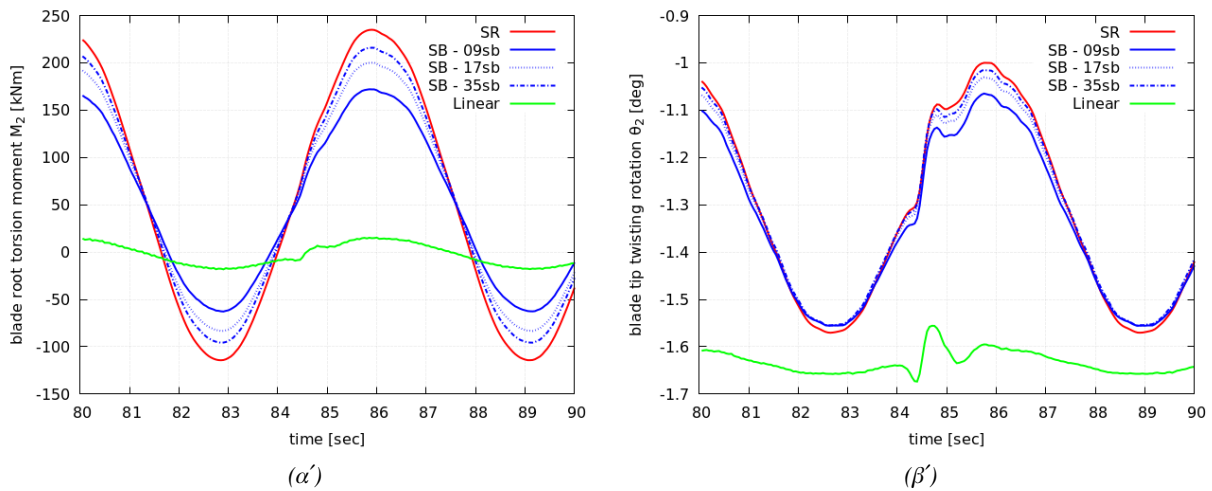 blade root torsion moment M₂ [kNm]
250
200
150
100
50
0
-50
-100
-150
SR
SB - 09sb
SB - 17sb
SB - 35sb
Linear
80 81 82 83 84 85 86 87 88 89 90
time [sec]
(α′)
blade tip twisting rotation θ₂ [deg]
-0.9
-1
-1.1
-1.2
-1.3
-1.4
-1.5
-1.6
-1.7
SR
SB - 09sb
SB - 17sb
SB - 35sb
Linear
80 81 82 83 84 85 86 87 88 89 90
time [sec]
(β′)